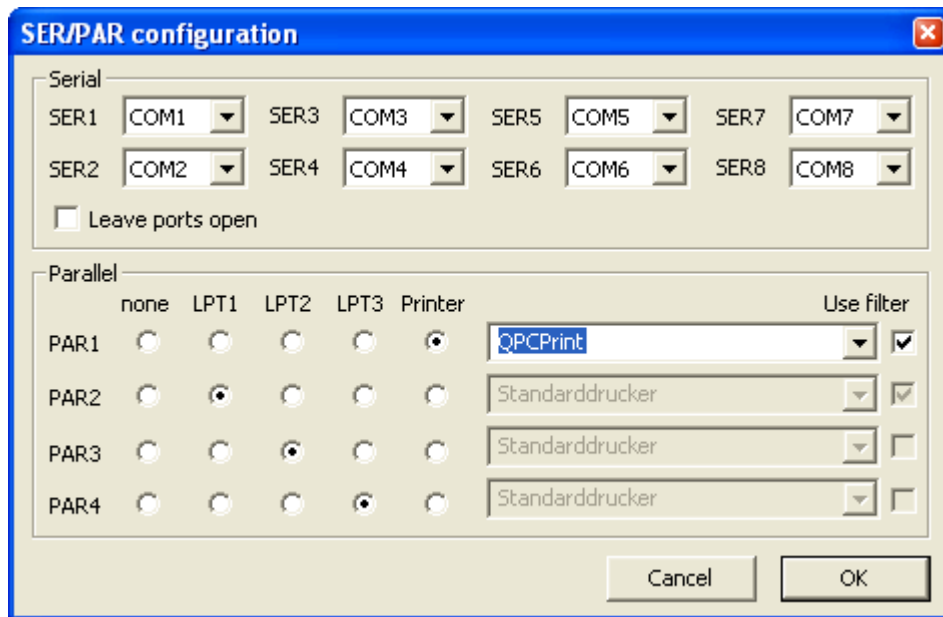 SER/PAR configuration
Serial
SER1 COM1 SER3 COM3 SER5 COM5 SER7 COM7
SER2 COM2 SER4 COM4 SER6 COM6 SER8 COM8
Leave ports open
Parallel
none LPT1 LPT2 LPT3 Printer Use filter
PAR1 QPCPrint
PAR2 Standarddrucker
PAR3 Standarddrucker
PAR4 Standarddrucker
Cancel OK